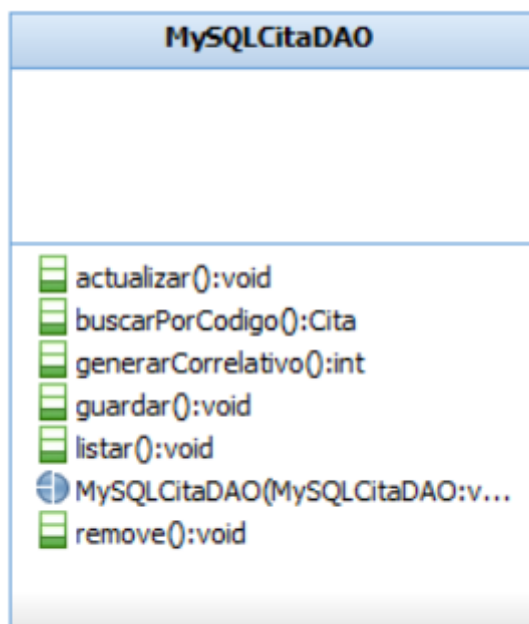 MySQLCitaDAO
actualizar():void
buscarPorCodigo():Cita
generarCorrelativo():int
guardar():void
listar():void
MySQLCitaDAO(MySQLCitaDAO:v...
remove():void